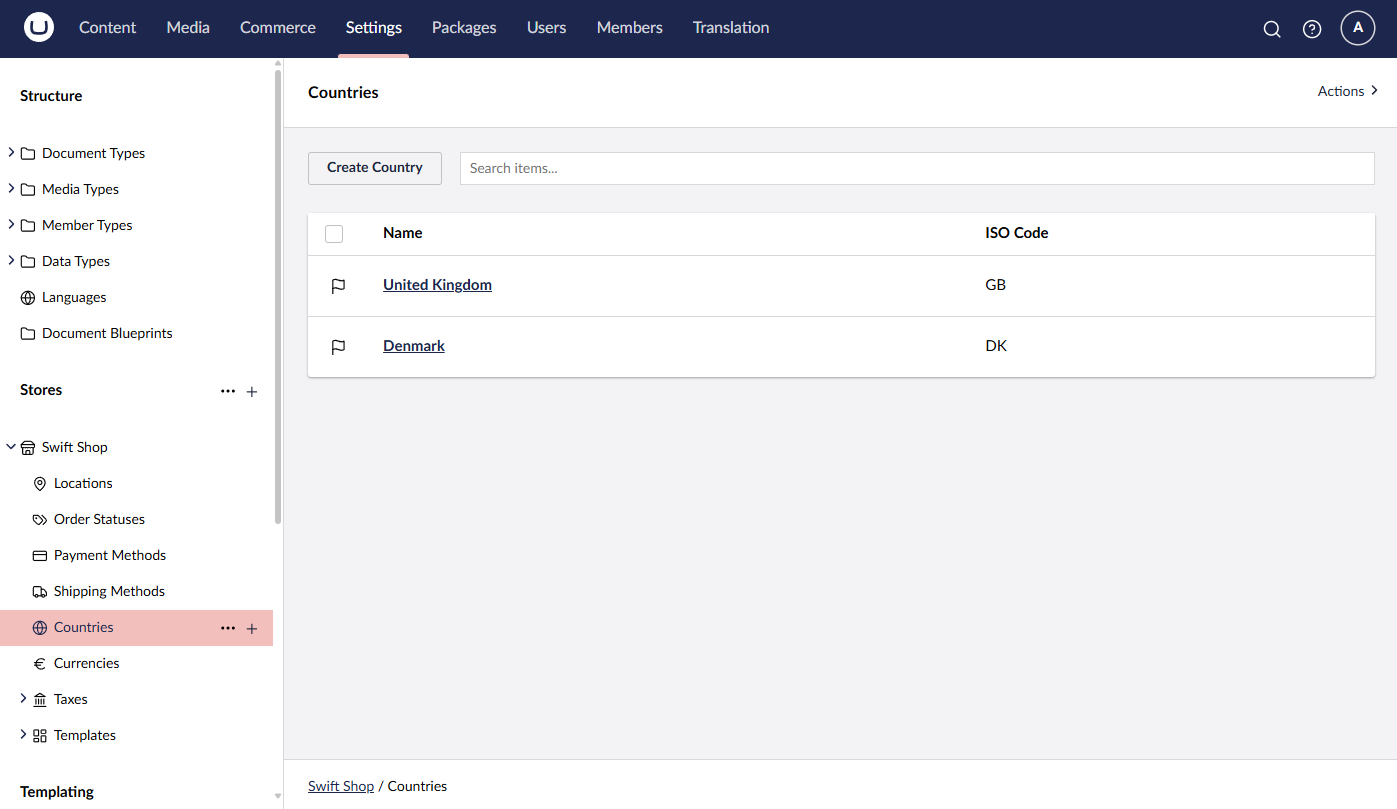 Content Media Commerce Settings Packages Users Members Translation A
Structure
Document Types
Media Types
Member Types
Data Types
Languages
Document Blueprints
Stores
Swift Shop
Locations
Order Statuses
Payment Methods
Shipping Methods
Countries
Currencies
Taxes
Templates
Templating
Countries Actions
Create Country Search items...
Name ISO Code
United Kingdom GB
Denmark DK
Swift Shop / Countries